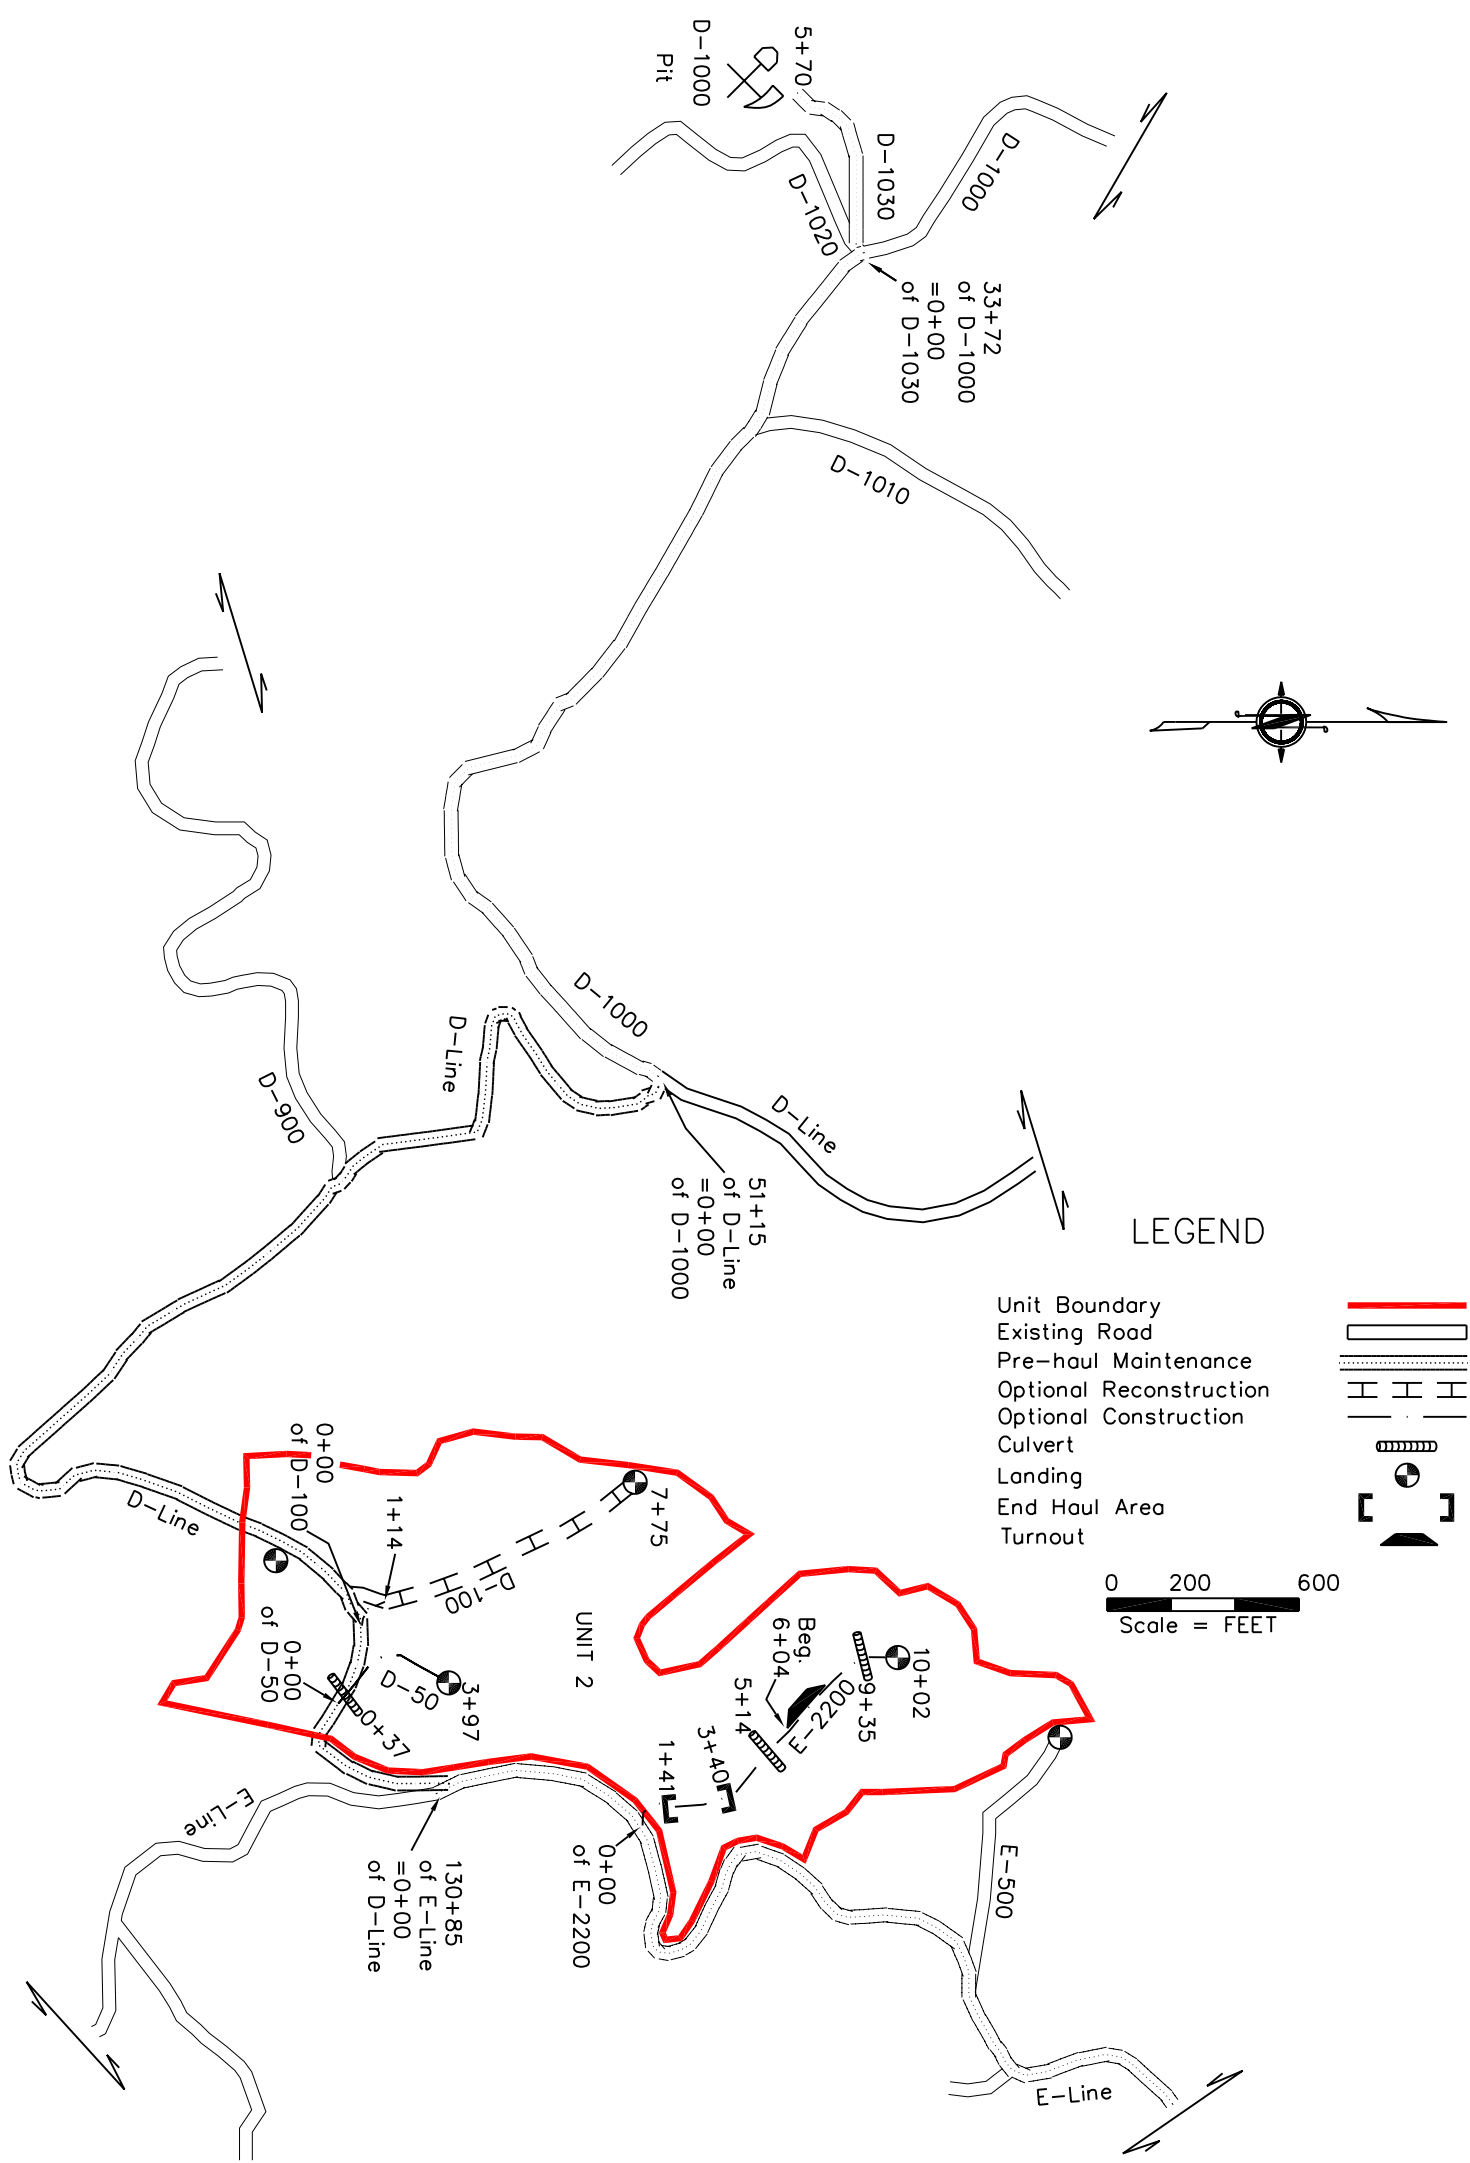 5+70
D-1000
Pit
D-1030
D-1000
D-1020
33+72
of D-1000
=0+00
of D-1030
D-1010
D-1000
D-Line
D-Line
D-900
51+15
of D-Line
=0+00
of D-1000
LEGEND
Unit Boundary
Existing Road
Pre-haul Maintenance
Optional Reconstruction
Optional Construction
Culvert
Landing
End Haul Area
Turnout
0 200 600
Scale = FEET
0+00
of D-100
1+14
7+75
D-100
D-Line
UNIT 2
0+00
of D-50
D-50
3+97
0+37
Beg.
6+04
5+14
E-2200
9+35
10+02
3+40
1+41
0+00
of E-2200
E-Line
130+85
of E-Line
=0+00
of D-Line
E-500
E-Line